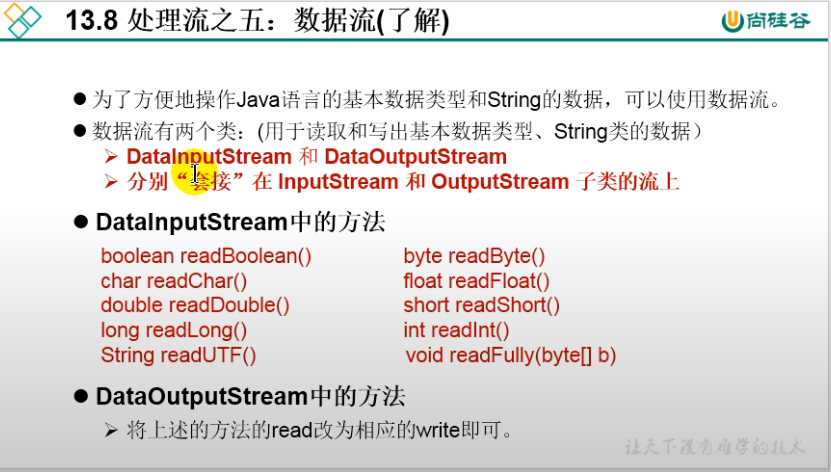 13.8 处理流之五：数据流(了解)
尚硅谷
● 为了方便地操作Java语言的基本数据类型和String的数据，可以使用数据流。
● 数据流有两个类：(用于读取和写出基本数据类型、String类的数据）
➢ DataInputStream 和 DataOutputStream
➢ 分别“套接”在 InputStream 和 OutputStream 子类的流上
● DataInputStream中的方法
boolean readBoolean() byte readByte()
char readChar() float readFloat()
double readDouble() short readShort()
long readLong() int readInt()
String readUTF() void readFully(byte[] b)
● DataOutputStream中的方法
➢ 将上述的方法的read改为相应的write即可。
让天下没有难学的技术